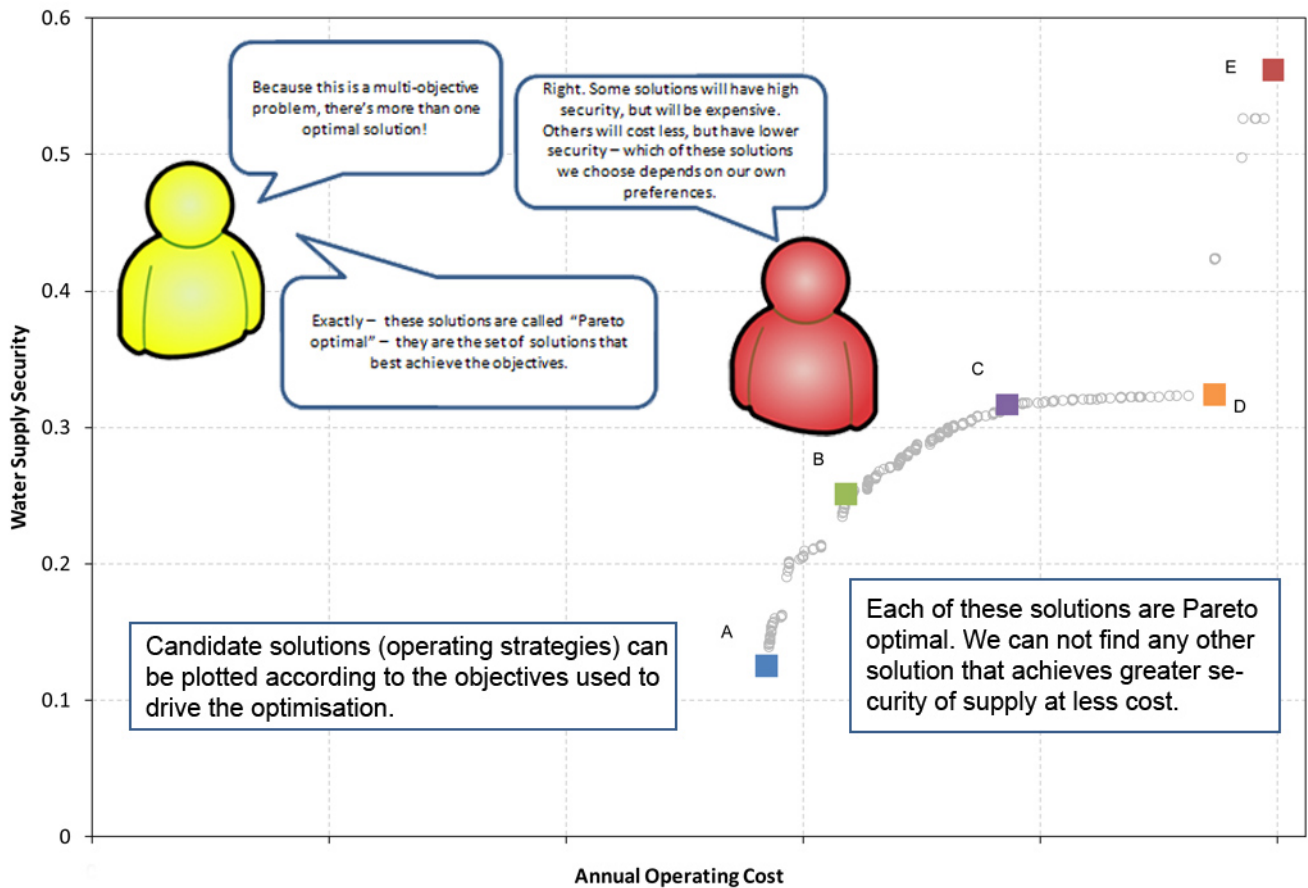 0.6
Because this is a multi-objective
problem, there's more than one
optimal solution!
Right. Some solutions will have high
security, but will be expensive.
Others will cost less, but have lower
security – which of these solutions
we choose depends on our own
preferences.
E
0.5
Exactly – these solutions are called "Pareto
optimal" – they are the set of solutions that
best achieve the objectives.
0.4
Water Supply Security
C
D
0.3
B
0.2
A
Candidate solutions (operating strategies) can
be plotted according to the objectives used to
drive the optimisation.
Each of these solutions are Pareto
optimal. We can not find any other
solution that achieves greater se-
curity of supply at less cost.
0.1
0
Annual Operating Cost